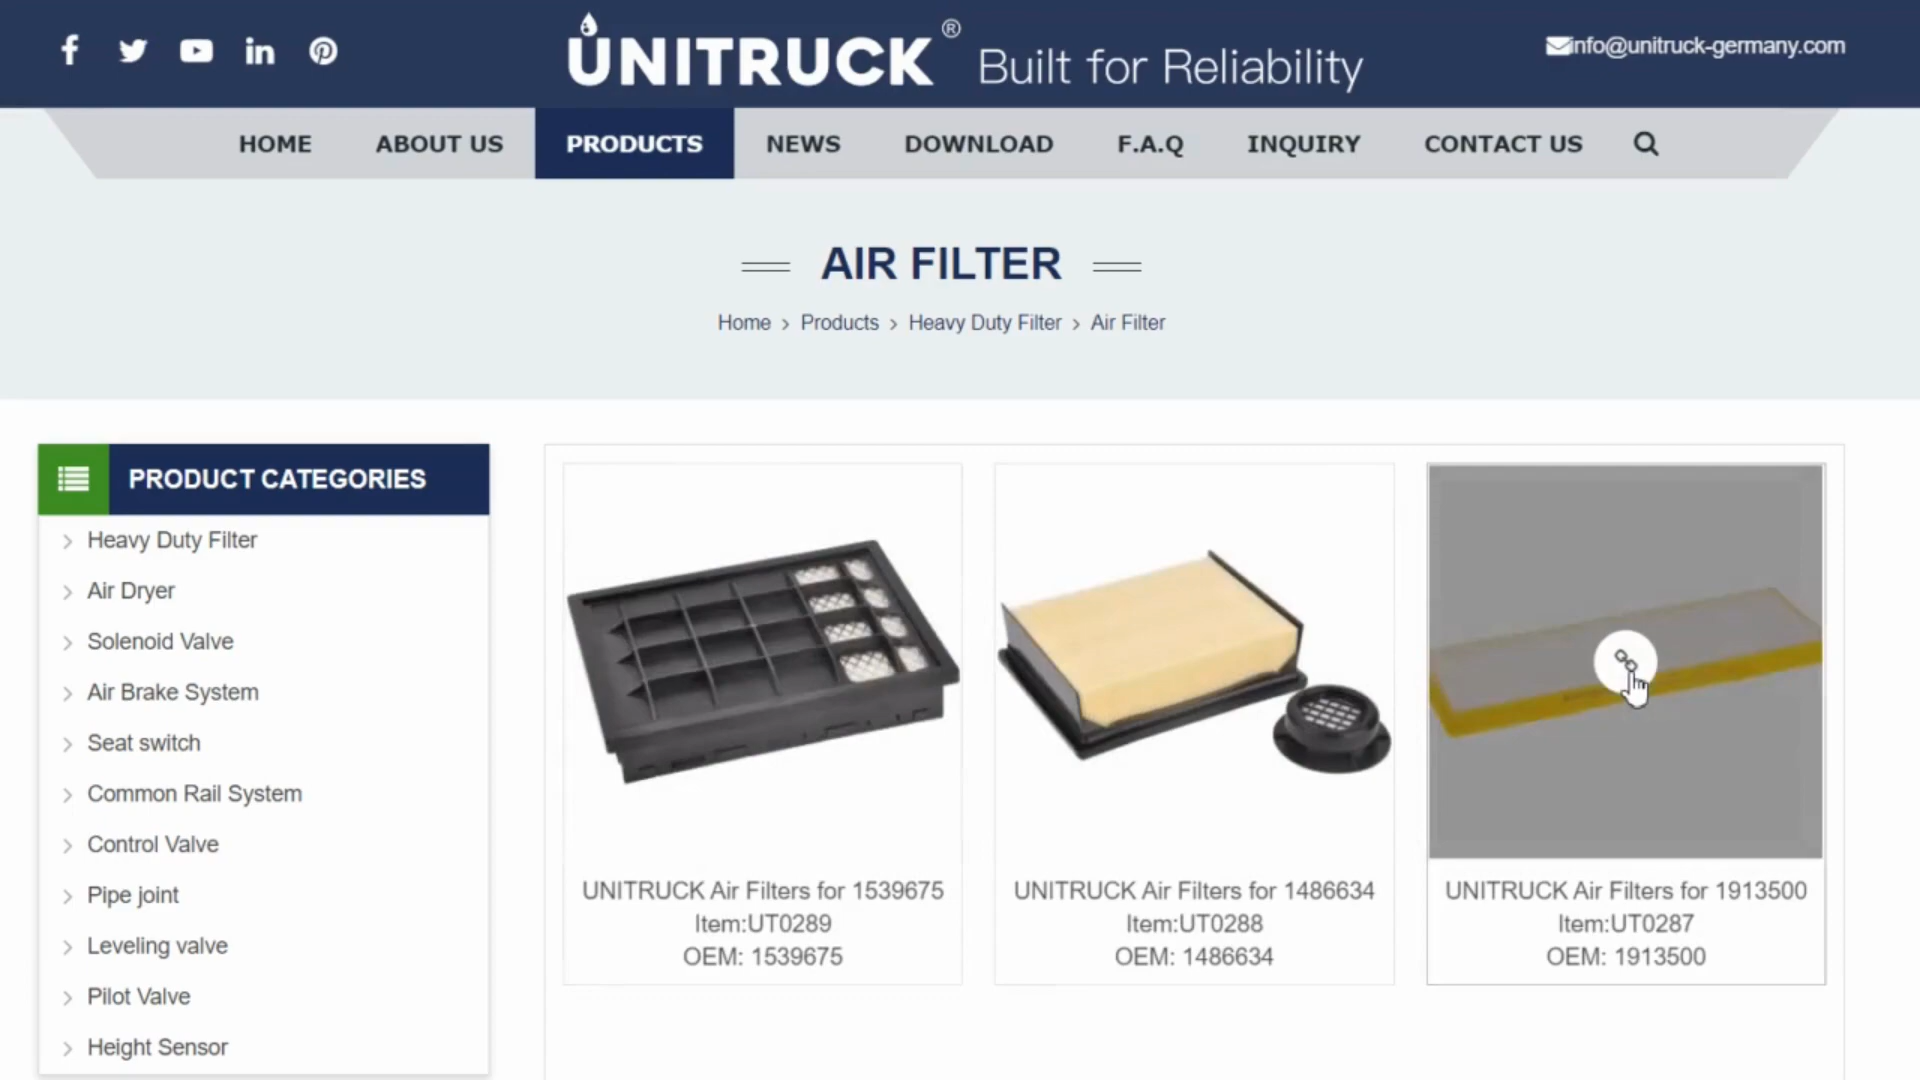 UNITRUCK® Built for Reliability
info@unitruck-germany.com
HOME ABOUT US PRODUCTS NEWS DOWNLOAD F.A.Q INQUIRY CONTACT US
AIR FILTER
Home > Products > Heavy Duty Filter > Air Filter
PRODUCT CATEGORIES
Heavy Duty Filter
Air Dryer
Solenoid Valve
Air Brake System
Seat switch
Common Rail System
Control Valve
Pipe joint
Leveling valve
Pilot Valve
Height Sensor
UNITRUCK Air Filters for 1539675
Item:UT0289
OEM: 1539675
UNITRUCK Air Filters for 1486634
Item:UT0288
OEM: 1486634
UNITRUCK Air Filters for 1913500
Item:UT0287
OEM: 1913500